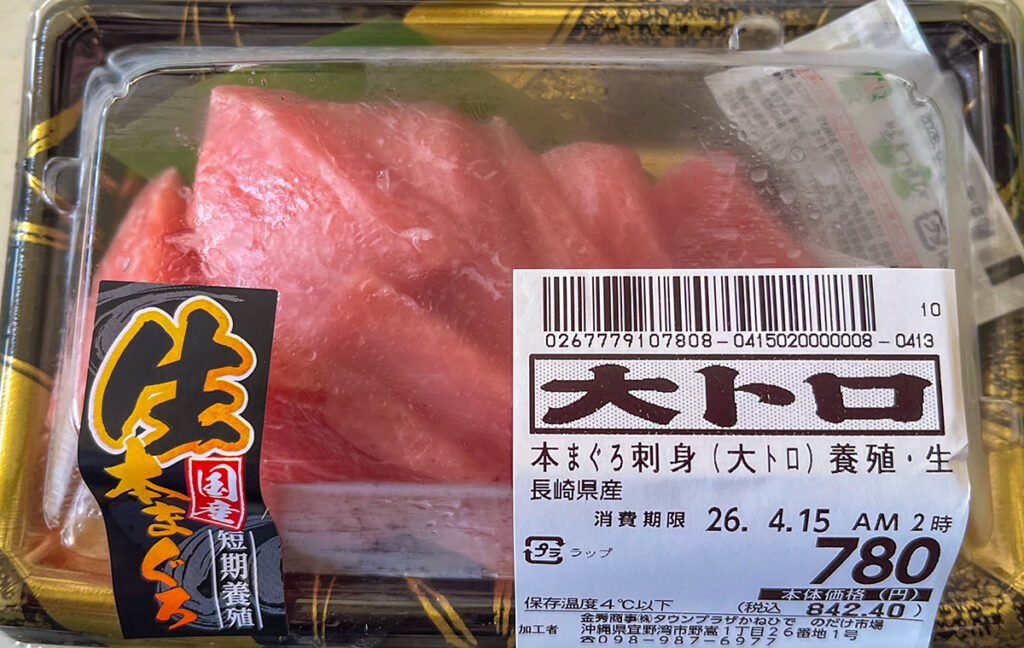 10
0267779107808-0415020000008-0413
大トロ
本まぐろ刺身(大トロ)養殖・生
長崎県産
消費期限 26. 4.15 AM 2時
プラ ラップ
780
本体価格(円)
保存温度4℃以下 (税込 842.40)
金秀商事㈱タウンプラザかねひで のだけ市場
加工者 沖縄県宜野湾市野嵩1丁目26番地1号
☎098-987-6977
生
国産
本まぐろ
短期養殖